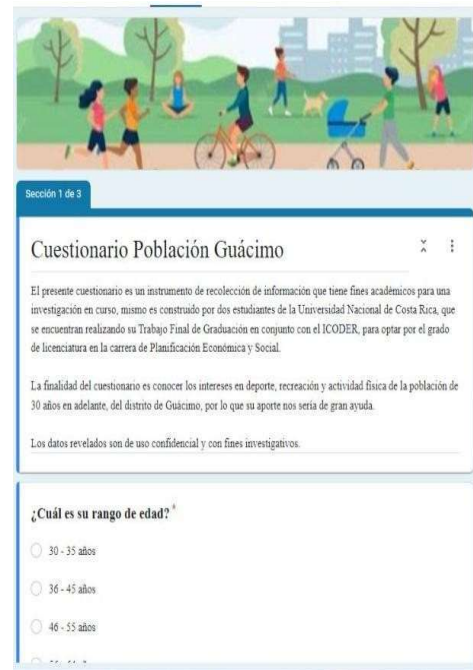 Sección 1 de 3
Cuestionario Población Guácimo
El presente cuestionario es un instrumento de recolección de información que tiene fines académicos para una
investigación en curso, mismo es construido por dos estudiantes de la Universidad Nacional de Costa Rica, que
se encuentran realizando su Trabajo Final de Graduación en conjunto con el ICODER, para optar por el grado
de licenciatura en la carrera de Planificación Económica y Social.
La finalidad del cuestionario es conocer los intereses en deporte, recreación y actividad física de la población de
30 años en adelante, del distrito de Guácimo, por lo que su aporte nos sería de gran ayuda.
Los datos revelados son de uso confidencial y con fines investigativos.
¿Cuál es su rango de edad? *
30 - 35 años
36 - 45 años
46 - 55 años